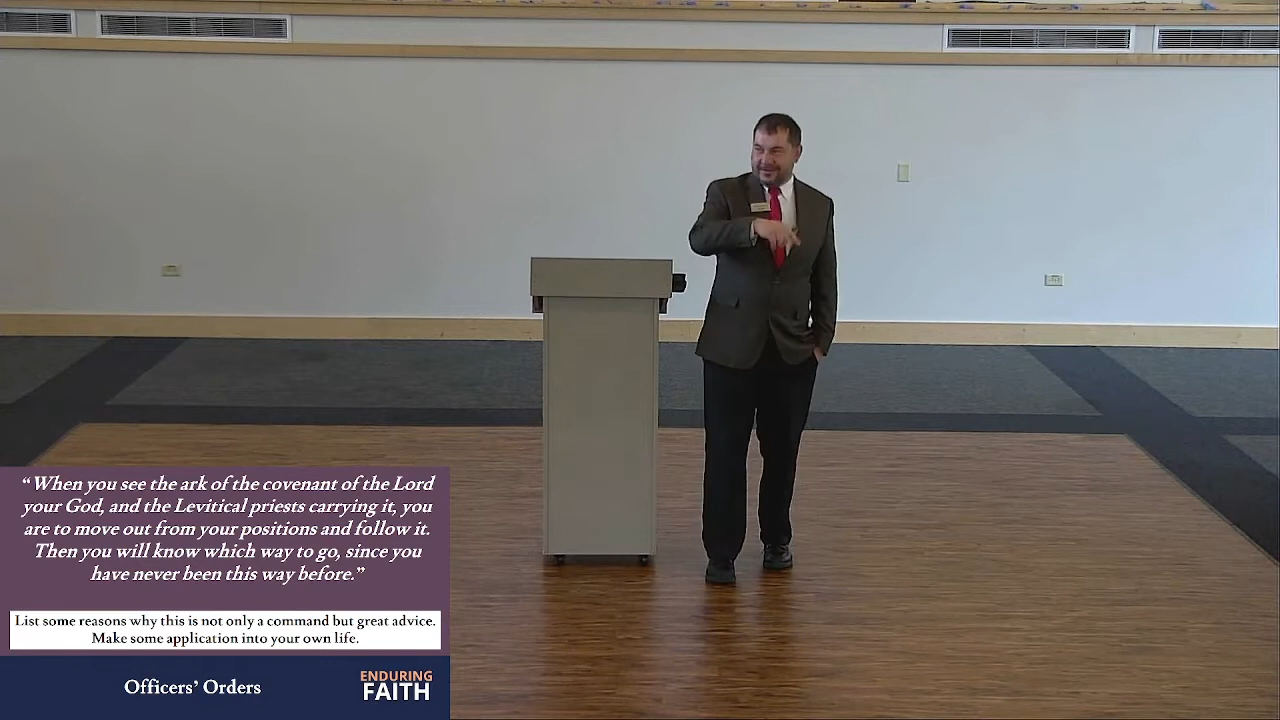 “When you see the ark of the covenant of the Lord
your God, and the Levitical priests carrying it, you
are to move out from your positions and follow it.
Then you will know which way to go, since you
have never been this way before.”
List some reasons why this is not only a command but great advice.
Make some application into your own life.
Officers’ Orders
ENDURING
FAITH